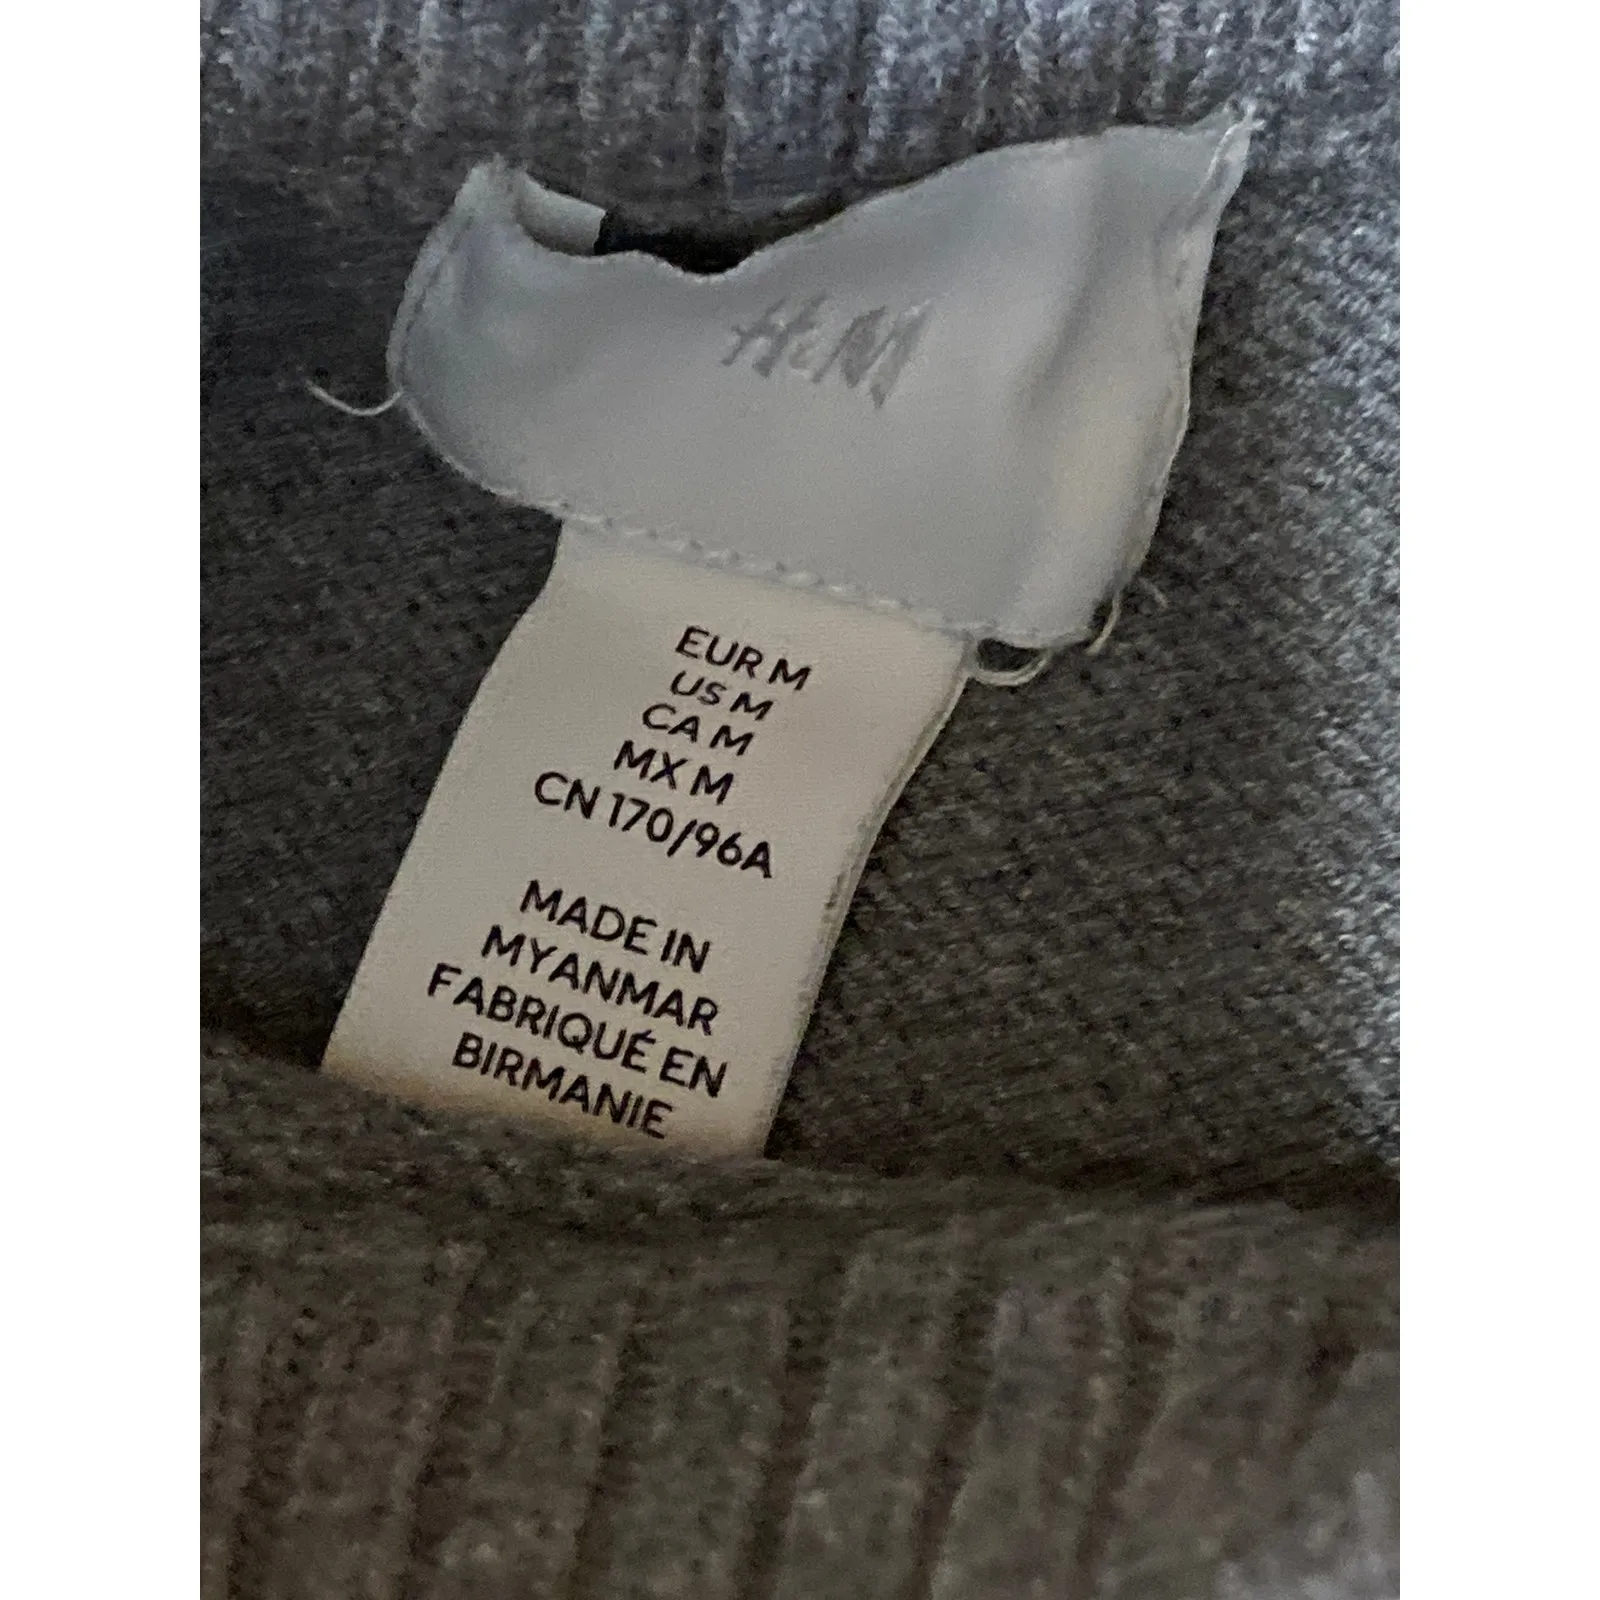 H&M
EUR M
US M
CA M
MX M
CN 170/96A
MADE IN
MYANMAR
FABRIQUÉ EN
BIRMANIE